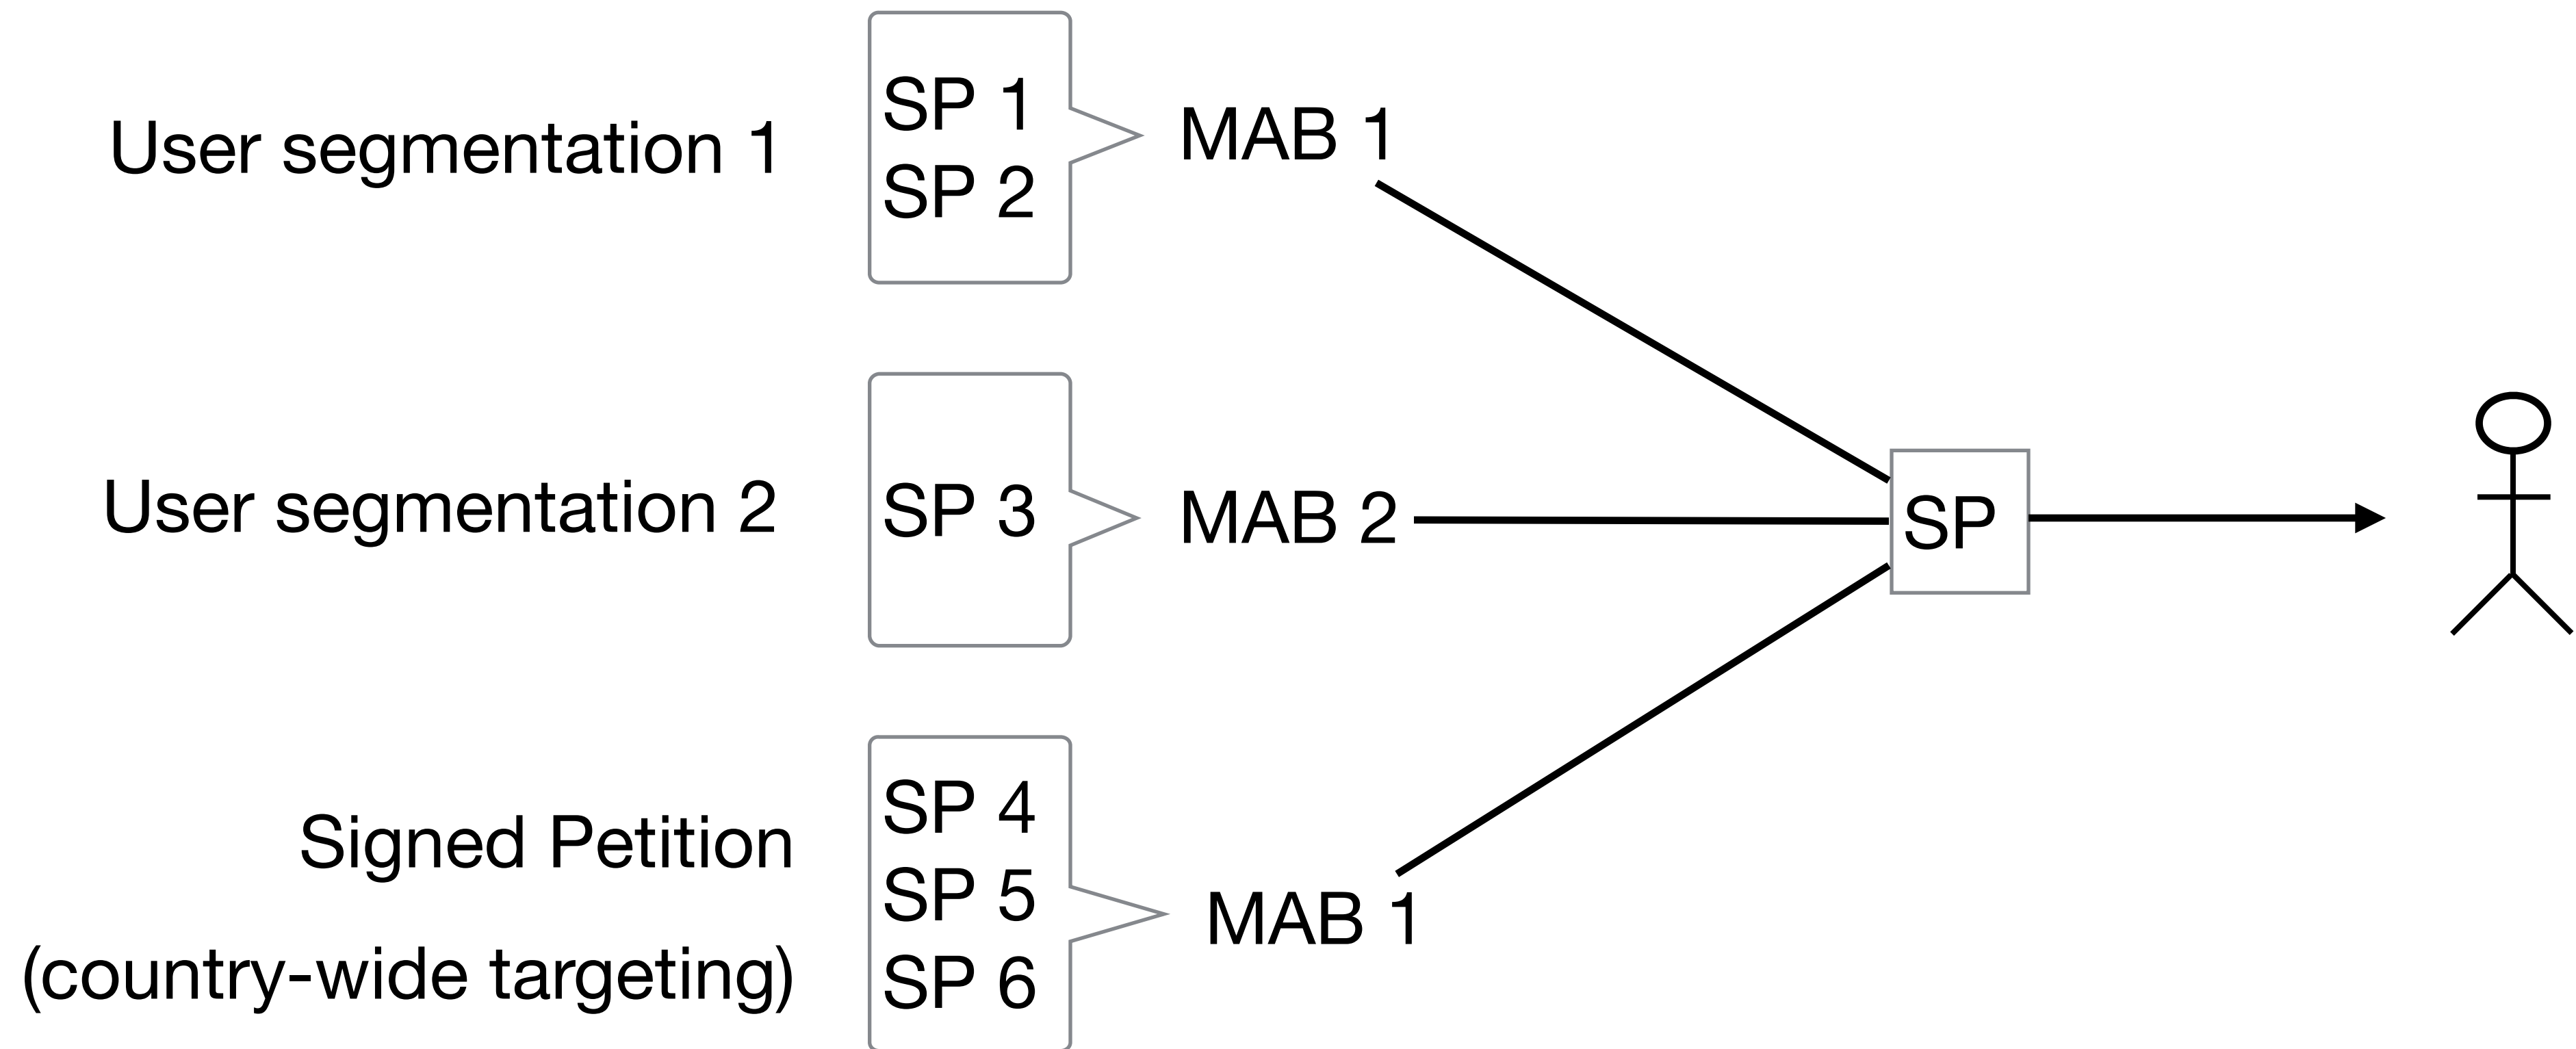 User segmentation 1
SP 1
SP 2
MAB 1
User segmentation 2
SP 3
MAB 2
SP
Signed Petition
(country-wide targeting)
SP 4
SP 5
SP 6
MAB 1